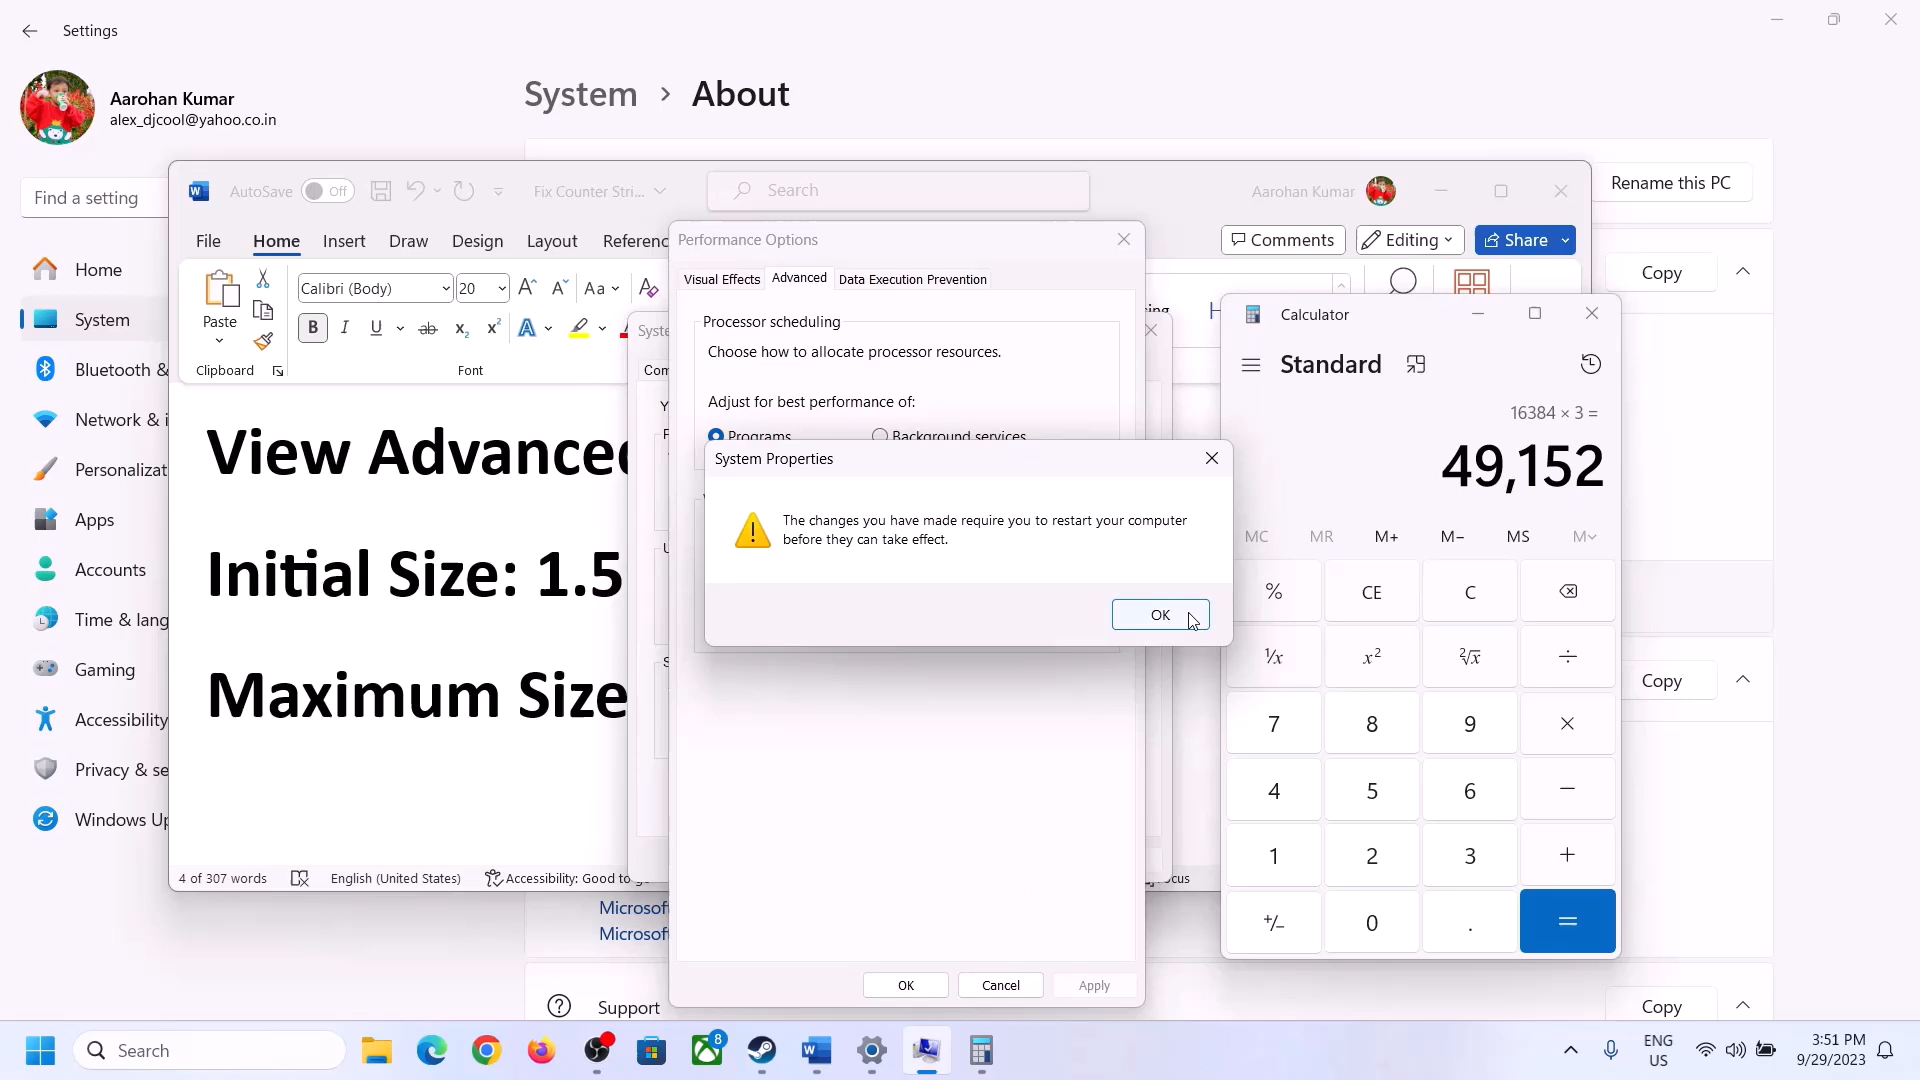 Settings
Aarohan Kumar
alex_djcool@yahoo.co.in
System > About
Find a setting
Rename this PC
Home
System
Bluetooth &
Network & i
Personalizat
Apps
Accounts
Time & lang
Gaming
Accessibility
Privacy & se
Windows Up
Copy
Copy
Copy
Support
AutoSave Off
Fix Counter Stri...
Search
Aarohan Kumar
File Home Insert Draw Design Layout Referenc
Comments Editing Share
Paste
Calibri (Body) 20
Clipboard Font
View Advanced
Initial Size: 1.5
Maximum Size
4 of 307 words English (United States) Accessibility: Good to
Performance Options
Visual Effects Advanced Data Execution Prevention
Processor scheduling
Choose how to allocate processor resources.
Adjust for best performance of:
Programs Background services
System Properties
The changes you have made require you to restart your computer
before they can take effect.
OK
OK Cancel Apply
Calculator
Standard
16384 × 3 =
49,152
MC MR M+ M− MS M
% CE C
⅟x x² ²√x ÷
7 8 9 ×
4 5 6 −
1 2 3 +
+/− 0 . =
Search
8
ENG
US
3:51 PM
9/29/2023